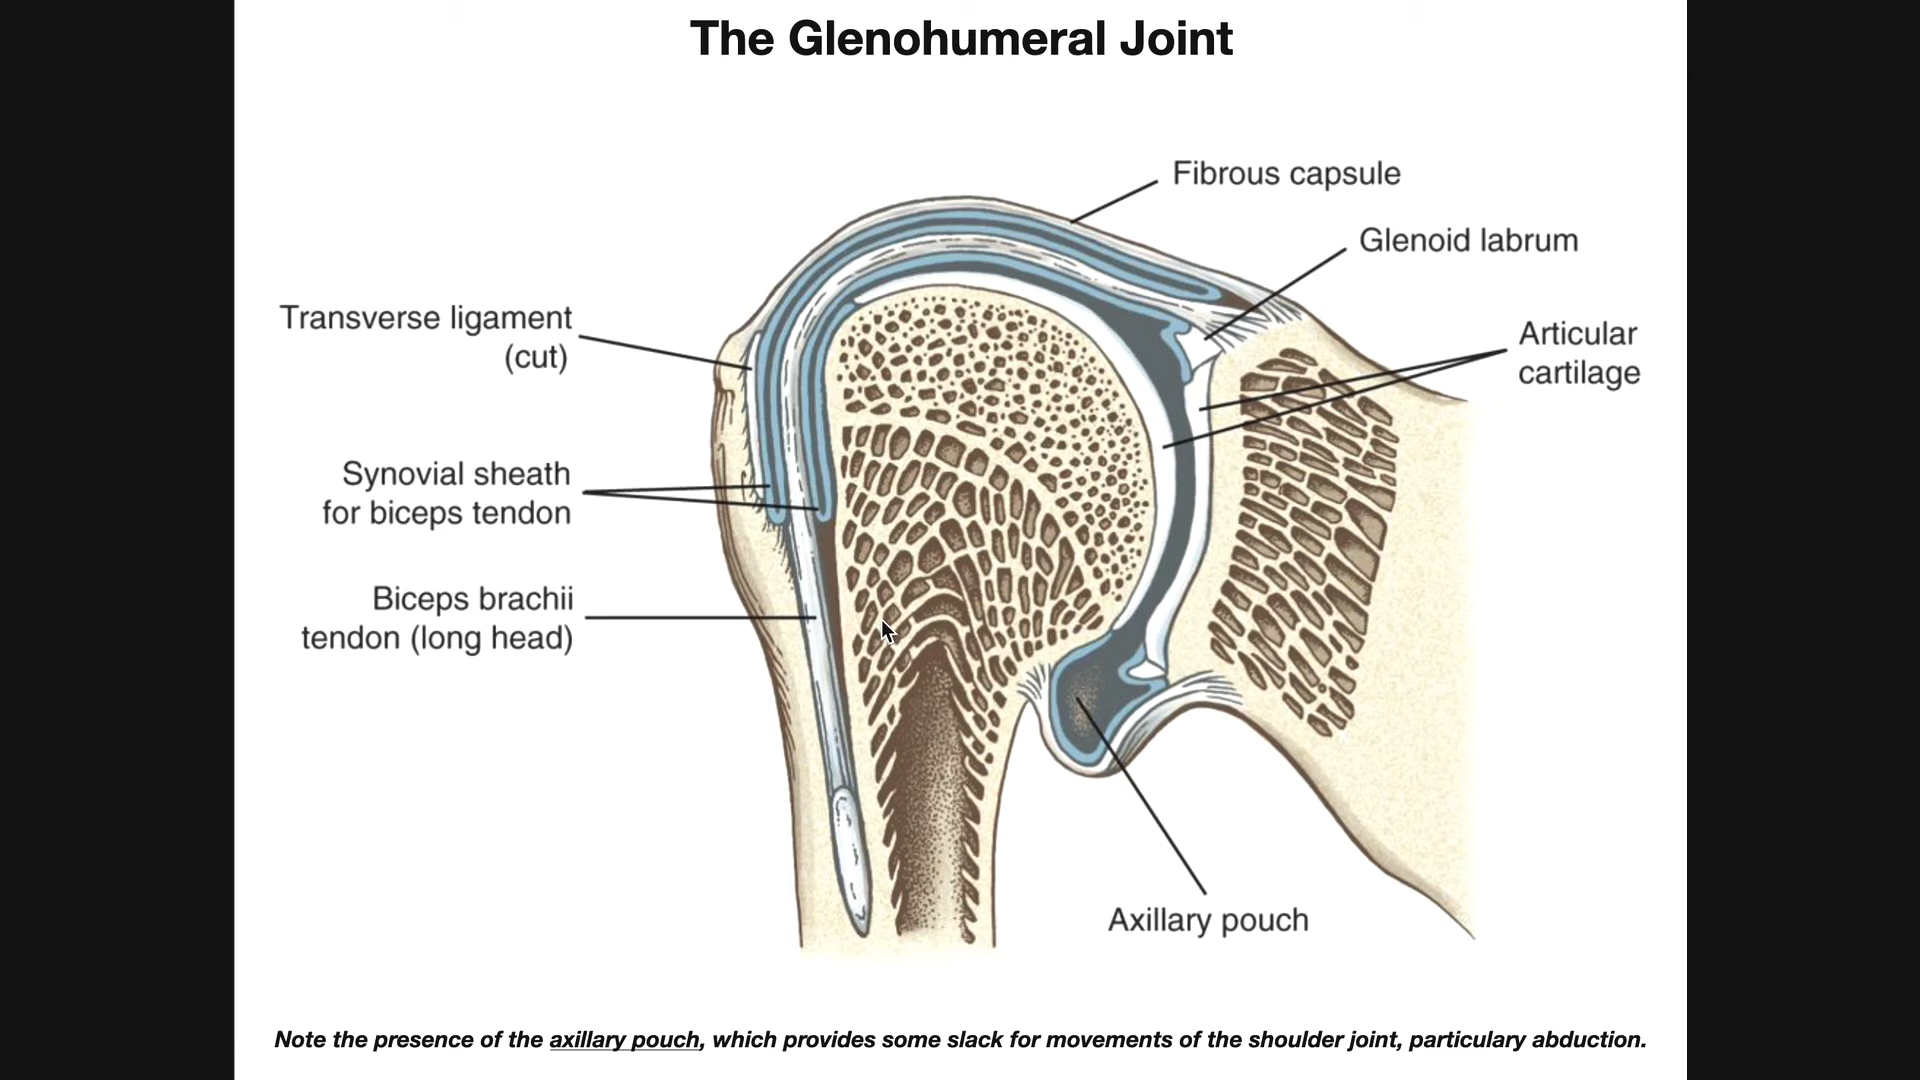 The Glenohumeral Joint
Fibrous capsule
Glenoid labrum
Transverse ligament
(cut)
Articular
cartilage
Synovial sheath
for biceps tendon
Biceps brachii
tendon (long head)
Axillary pouch
Note the presence of the axillary pouch, which provides some slack for movements of the shoulder joint, particulary abduction.